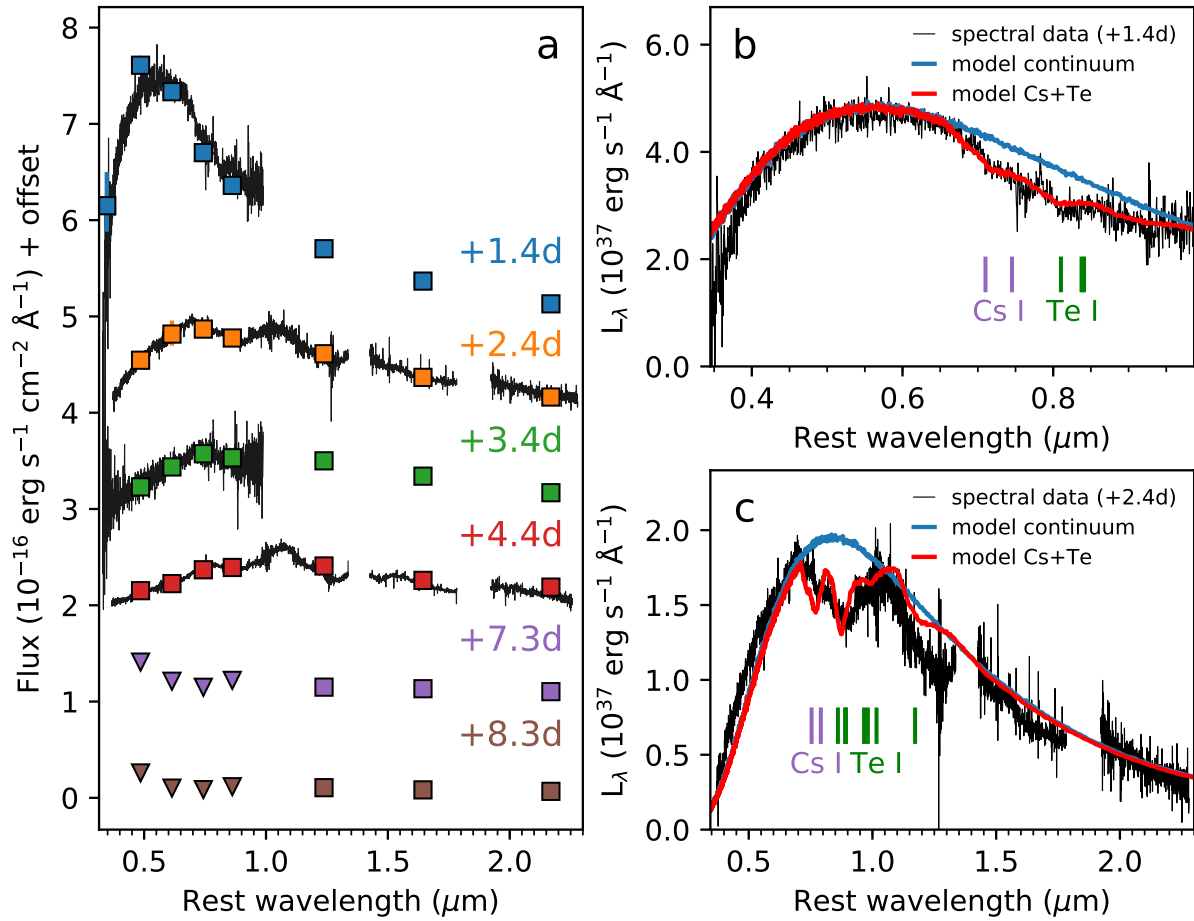 a
8
7
6
5
4
3
2
1
0
Flux (10⁻¹⁶ erg s⁻¹ cm⁻² Å⁻¹) + offset
+1.4d
+2.4d
+3.4d
+4.4d
+7.3d
+8.3d
0.5 1.0 1.5 2.0
Rest wavelength (μm)
b
spectral data (+1.4d)
model continuum
model Cs+Te
6.0
4.0
2.0
0.0
L_λ (10³⁷ erg s⁻¹ Å⁻¹)
Cs I Te I
0.4 0.6 0.8
Rest wavelength (μm)
c
spectral data (+2.4d)
model continuum
model Cs+Te
2.0
1.5
1.0
0.5
0.0
L_λ (10³⁷ erg s⁻¹ Å⁻¹)
Cs I Te I
0.5 1.0 1.5 2.0
Rest wavelength (μm)